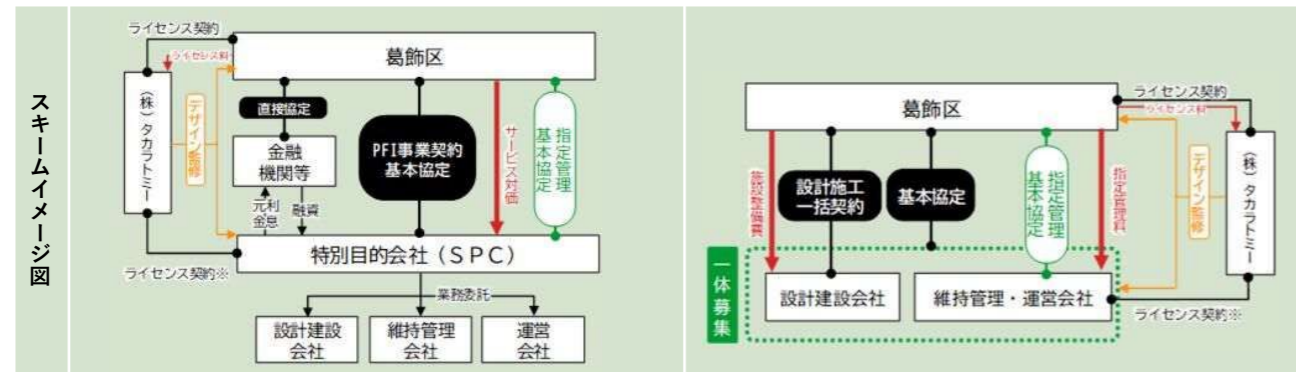 スキームイメージ図
ライセンス契約
ライセンス料
葛飾区
(株)タカラトミー
デザイン監修
直接協定
金融
機関等
元利
金息
融資
PFI事業契約
基本協定
サービス対価
指定管理
基本協定
特別目的会社(SPC)
ライセンス契約※
業務委託
設計建設
会社
維持管理
会社
運営
会社
葛飾区
ライセンス契約
ライセンス料
施設整備費
設計施工
一括契約
基本協定
指定管理
基本協定
指定管理料
デザイン監修
(株)タカラトミー
一体募集
設計建設会社
維持管理・運営会社
ライセンス契約※